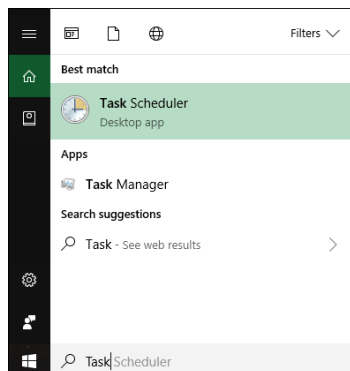 Filters
Best match
Task Scheduler
Desktop app
Apps
Task Manager
Search suggestions
Task - See web results
Task Scheduler